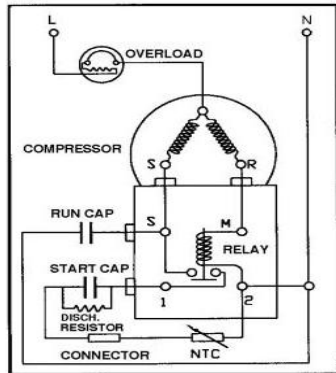 L N
OVERLOAD
COMPRESSOR
S R
RUN CAP
S M
RELAY
START CAP
1 2
DISCH.
RESISTOR
CONNECTOR NTC